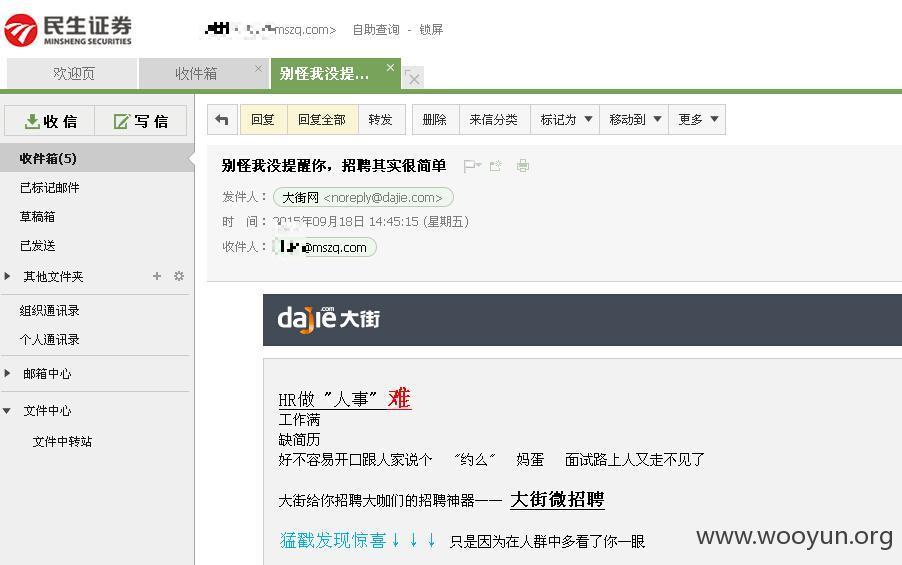 民生证券
MINSHENG SECURITIES
mszq.com> 自助查询 - 锁屏
欢迎页 收件箱 别怪我没提...
收信 写信
回复 回复全部 转发 删除 来信分类 标记为 移动到 更多
收件箱(5)
已标记邮件
草稿箱
已发送
其他文件夹
组织通讯录
个人通讯录
邮箱中心
文件中心
文件中转站
别怪我没提醒你，招聘其实很简单
发件人： 大街网 <noreply@dajie.com>
时 间： 2015年09月18日 14:45:15 (星期五)
收件人： @mszq.com
dajie.com大街
HR做 "人事" 难
工作满
缺简历
好不容易开口跟人家说个 "约么" 妈蛋 面试路上人又走不见了
大街给你招聘大咖们的招聘神器—— 大街微招聘
猛戳发现惊喜↓↓↓ 只是因为在人群中多看了你一眼
www.wooyun.org